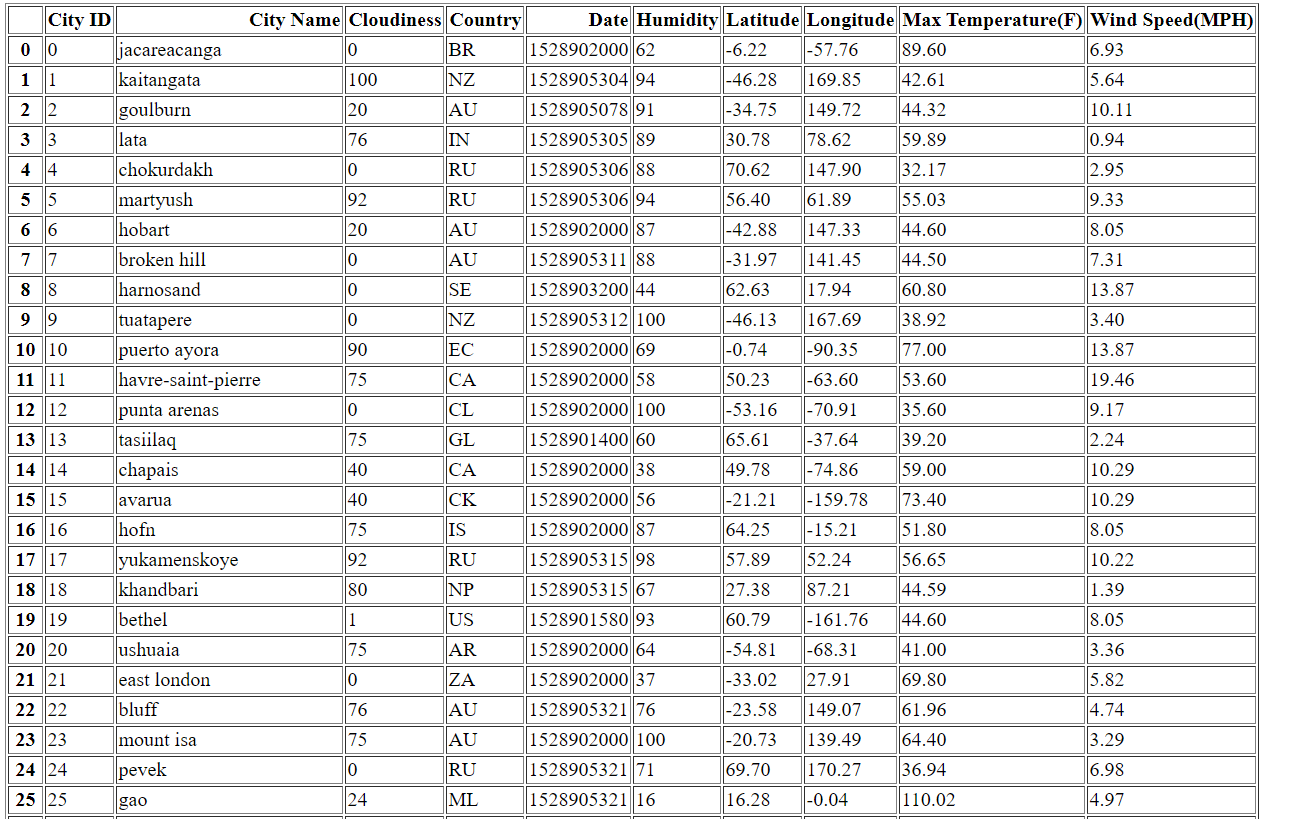 City ID City Name Cloudiness Country Date Humidity Latitude Longitude Max Temperature(F) Wind Speed(MPH)
0 0 jacareacanga 0 BR 1528902000 62 -6.22 -57.76 89.60 6.93
1 1 kaitangata 100 NZ 1528905304 94 -46.28 169.85 42.61 5.64
2 2 goulburn 20 AU 1528905078 91 -34.75 149.72 44.32 10.11
3 3 lata 76 IN 1528905305 89 30.78 78.62 59.89 0.94
4 4 chokurdakh 0 RU 1528905306 88 70.62 147.90 32.17 2.95
5 5 martyush 92 RU 1528905306 94 56.40 61.89 55.03 9.33
6 6 hobart 20 AU 1528902000 87 -42.88 147.33 44.60 8.05
7 7 broken hill 0 AU 1528905311 88 -31.97 141.45 44.50 7.31
8 8 harnosand 0 SE 1528903200 44 62.63 17.94 60.80 13.87
9 9 tuatapere 0 NZ 1528905312 100 -46.13 167.69 38.92 3.40
10 10 puerto ayora 90 EC 1528902000 69 -0.74 -90.35 77.00 13.87
11 11 havre-saint-pierre 75 CA 1528902000 58 50.23 -63.60 53.60 19.46
12 12 punta arenas 0 CL 1528902000 100 -53.16 -70.91 35.60 9.17
13 13 tasiilaq 75 GL 1528901400 60 65.61 -37.64 39.20 2.24
14 14 chapais 40 CA 1528902000 38 49.78 -74.86 59.00 10.29
15 15 avarua 40 CK 1528902000 56 -21.21 -159.78 73.40 10.29
16 16 hofn 75 IS 1528902000 87 64.25 -15.21 51.80 8.05
17 17 yukamenskoye 92 RU 1528905315 98 57.89 52.24 56.65 10.22
18 18 khandbari 80 NP 1528905315 67 27.38 87.21 44.59 1.39
19 19 bethel 1 US 1528901580 93 60.79 -161.76 44.60 8.05
20 20 ushuaia 75 AR 1528902000 64 -54.81 -68.31 41.00 3.36
21 21 east london 0 ZA 1528902000 37 -33.02 27.91 69.80 5.82
22 22 bluff 76 AU 1528905321 76 -23.58 149.07 61.96 4.74
23 23 mount isa 75 AU 1528902000 100 -20.73 139.49 64.40 3.29
24 24 pevek 0 RU 1528905321 71 69.70 170.27 36.94 6.98
25 25 gao 24 ML 1528905321 16 16.28 -0.04 110.02 4.97